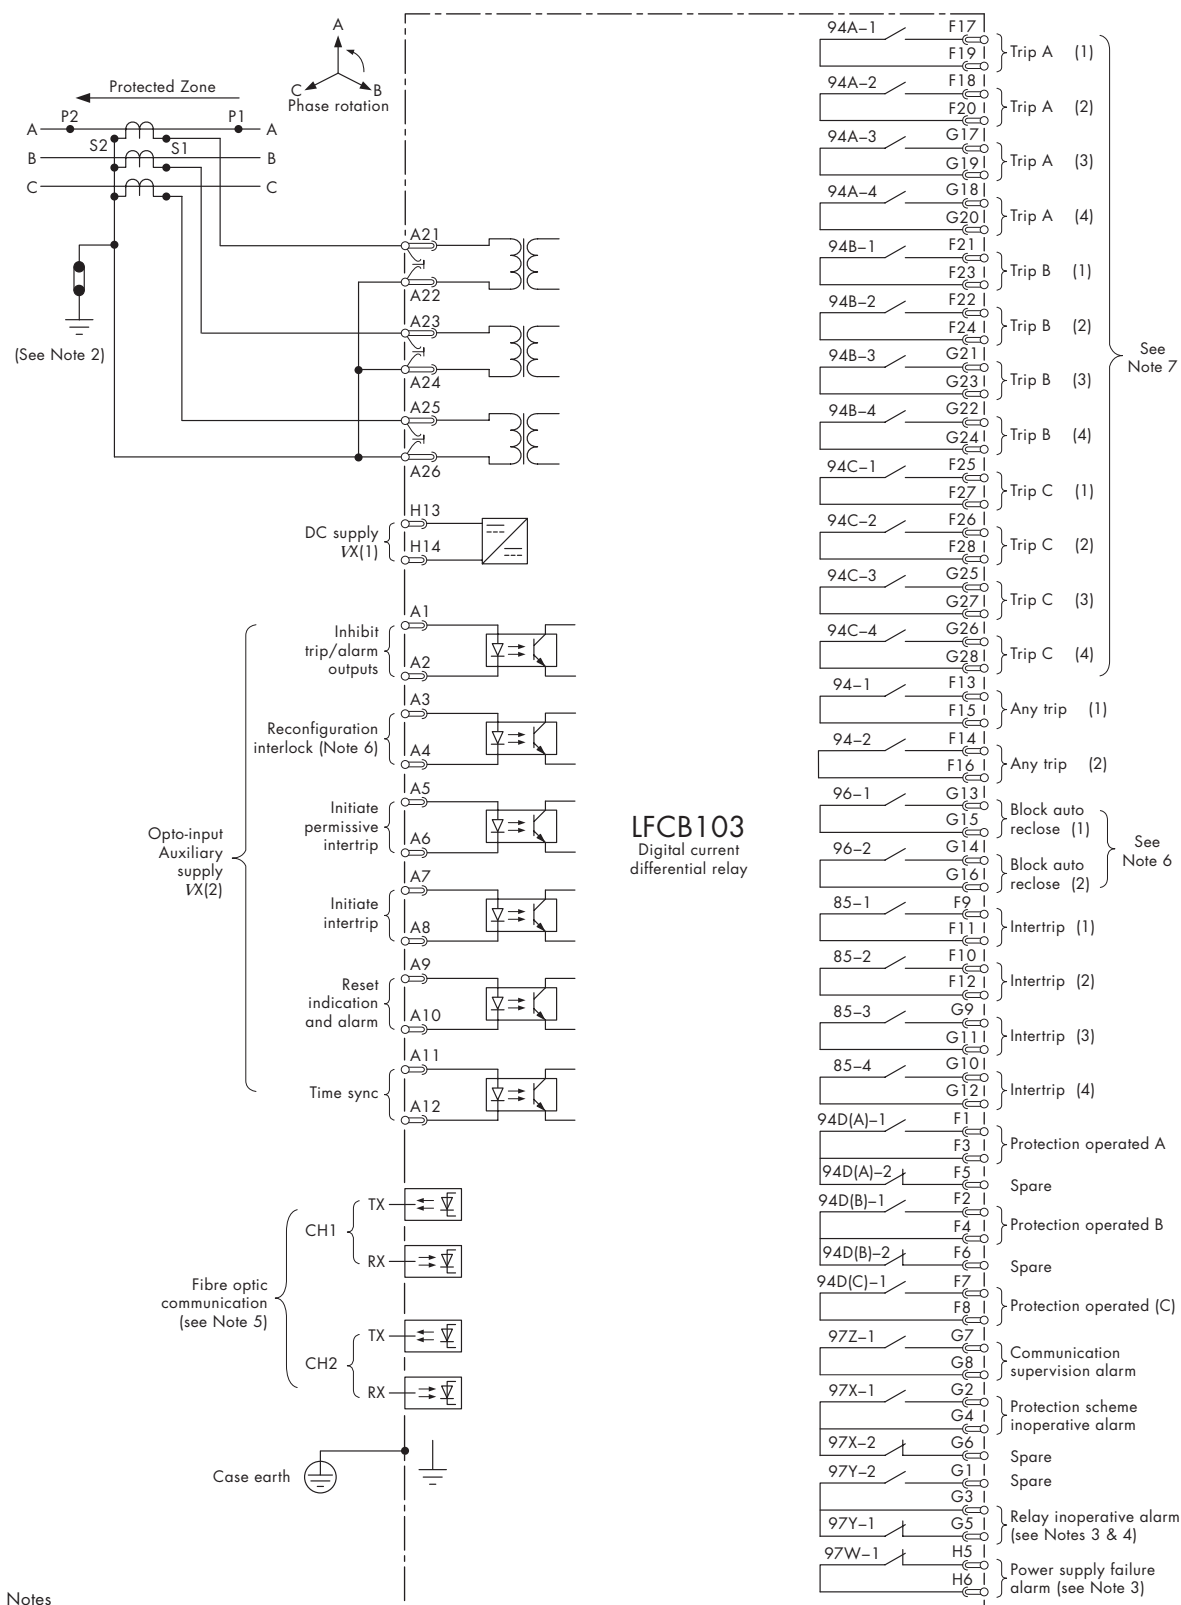 A
C
B
Phase rotation
Protected Zone
P2
P1
A
A
S2
S1
B
B
C
C
(See Note 2)
A21
A22
A23
A24
A25
A26
DC supply
VX(1)
H13
H14
Opto-input
Auxiliary
supply
VX(2)
Inhibit
trip/alarm
outputs
A1
A2
Reconfiguration
interlock (Note 6)
A3
A4
Initiate
permissive
intertrip
A5
A6
Initiate
intertrip
A7
A8
Reset
indication
and alarm
A9
A10
Time sync
A11
A12
Fibre optic
communication
(see Note 5)
CH1
TX
RX
CH2
TX
RX
Case earth
LFCB103
Digital current
differential relay
94A–1
F17
F19
Trip A (1)
94A–2
F18
F20
Trip A (2)
94A–3
G17
G19
Trip A (3)
94A–4
G18
G20
Trip A (4)
94B–1
F21
F23
Trip B (1)
94B–2
F22
F24
Trip B (2)
94B–3
G21
G23
Trip B (3)
94B–4
G22
G24
Trip B (4)
94C–1
F25
F27
Trip C (1)
94C–2
F26
F28
Trip C (2)
94C–3
G25
G27
Trip C (3)
94C–4
G26
G28
Trip C (4)
See
Note 7
94–1
F13
F15
Any trip (1)
94–2
F14
F16
Any trip (2)
96–1
G13
G15
Block auto
reclose (1)
96–2
G14
G16
Block auto
reclose (2)
See
Note 6
85–1
F9
F11
Intertrip (1)
85–2
F10
F12
Intertrip (2)
85–3
G9
G11
Intertrip (3)
85–4
G10
G12
Intertrip (4)
94D(A)–1
F1
F3
Protection operated A
94D(A)–2
F5
Spare
94D(B)–1
F2
F4
Protection operated B
94D(B)–2
F6
Spare
94D(C)–1
F7
F8
Protection operated (C)
97Z–1
G7
G8
Communication
supervision alarm
97X–1
G2
G4
Protection scheme
inoperative alarm
97X–2
G6
Spare
97Y–2
G1
Spare
G3
97Y–1
G5
Relay inoperative alarm
(see Notes 3 & 4)
97W–1
H5
H6
Power supply failure
alarm (see Note 3)
Notes